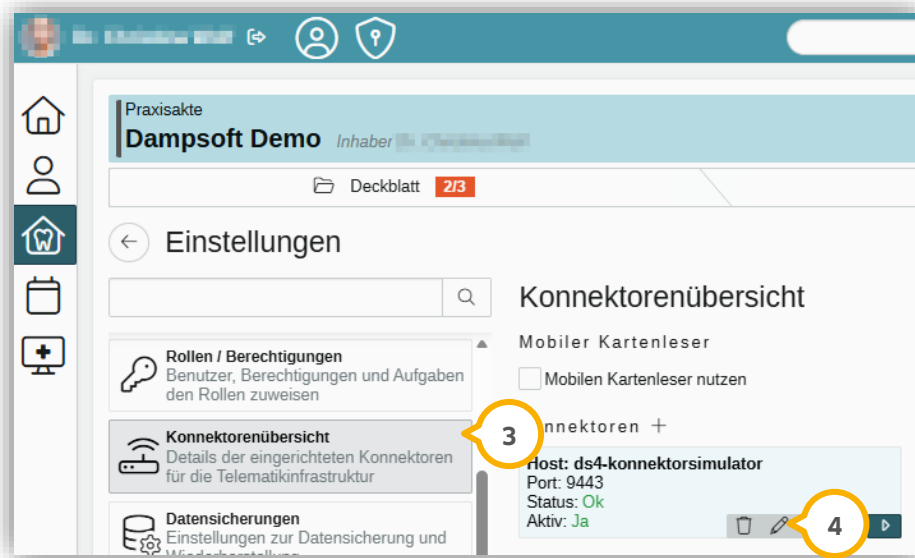 Praxisakte
Dampsoft Demo Inhaber
Deckblatt 2/3
Einstellungen
Rollen / Berechtigungen
Benutzer, Berechtigungen und Aufgaben
den Rollen zuweisen
Konnektorenübersicht
Details der eingerichteten Konnektoren
für die Telematikinfrastruktur
3
Datensicherungen
Einstellungen zur Datensicherung und
Wiederherstellung
Konnektorenübersicht
Mobiler Kartenleser
Mobilen Kartenleser nutzen
nnektoren +
Host: ds4-konnektorsimulator
Port: 9443
Status: Ok
Aktiv: Ja
4